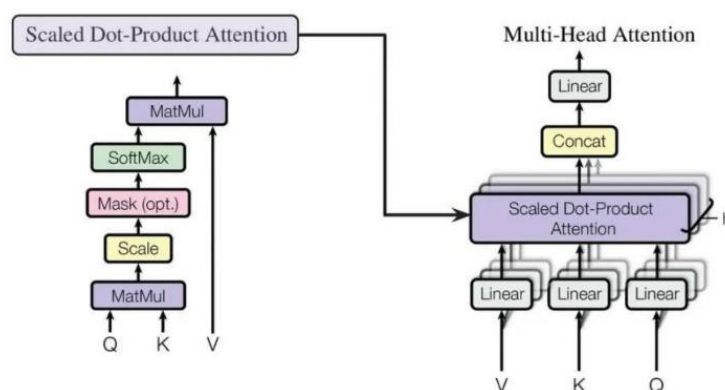 Scaled Dot-Product Attention
MatMul
SoftMax
Mask (opt.)
Scale
MatMul
Q K V
Multi-Head Attention
Linear
Concat
Scaled Dot-Product
Attention
Linear Linear Linear
V K Q